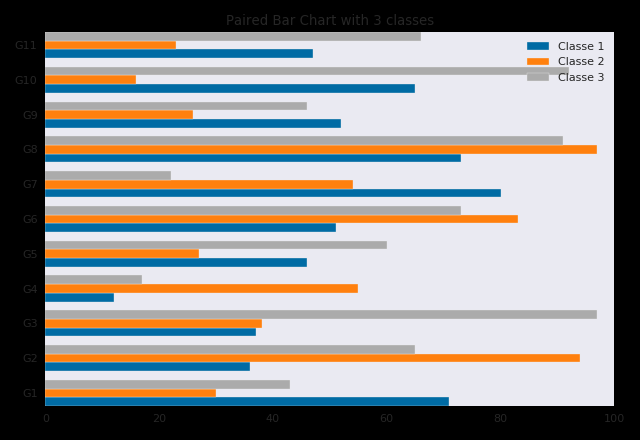 Paired Bar Chart with 3 classes
Classe 1
Classe 2
Classe 3
G11
G10
G9
G8
G7
G6
G5
G4
G3
G2
G1
0 20 40 60 80 100